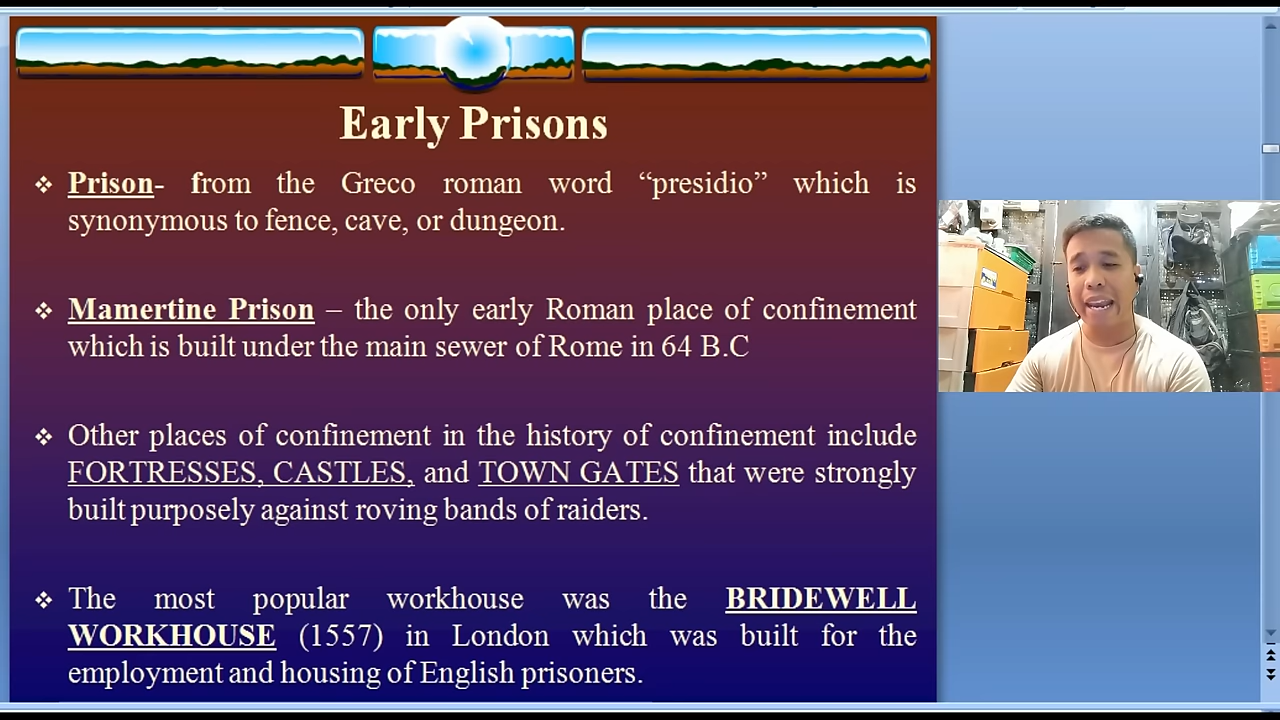 Early Prisons
❖ Prison- from the Greco roman word “presidio” which is
synonymous to fence, cave, or dungeon.
❖ Mamertine Prison – the only early Roman place of confinement
which is built under the main sewer of Rome in 64 B.C
❖ Other places of confinement in the history of confinement include
FORTRESSES, CASTLES, and TOWN GATES that were strongly
built purposely against roving bands of raiders.
❖ The most popular workhouse was the BRIDEWELL
WORKHOUSE (1557) in London which was built for the
employment and housing of English prisoners.